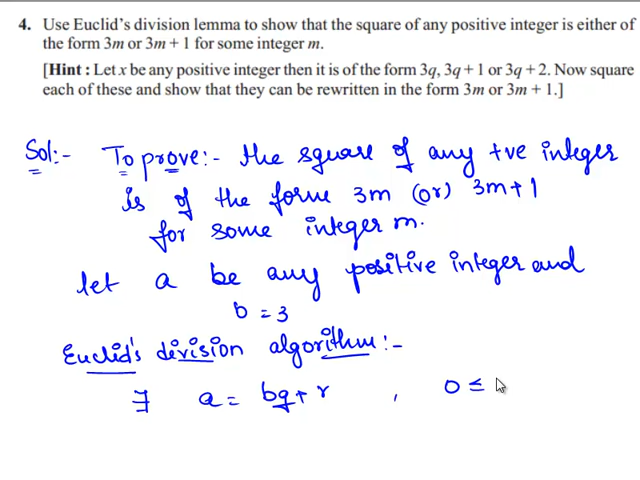 4. Use Euclid's division lemma to show that the square of any positive integer is either of
the form 3m or 3m + 1 for some integer m.
[Hint : Let x be any positive integer then it is of the form 3q, 3q + 1 or 3q + 2. Now square
each of these and show that they can be rewritten in the form 3m or 3m + 1.]
Sol:- To prove:- the square of any +ve integer
is of the form 3m (or) 3m+1
for some integer m.
let a be any positive integer and
b = 3
Euclid's division algorithm:-
∃ a = bq + r , 0 ≤